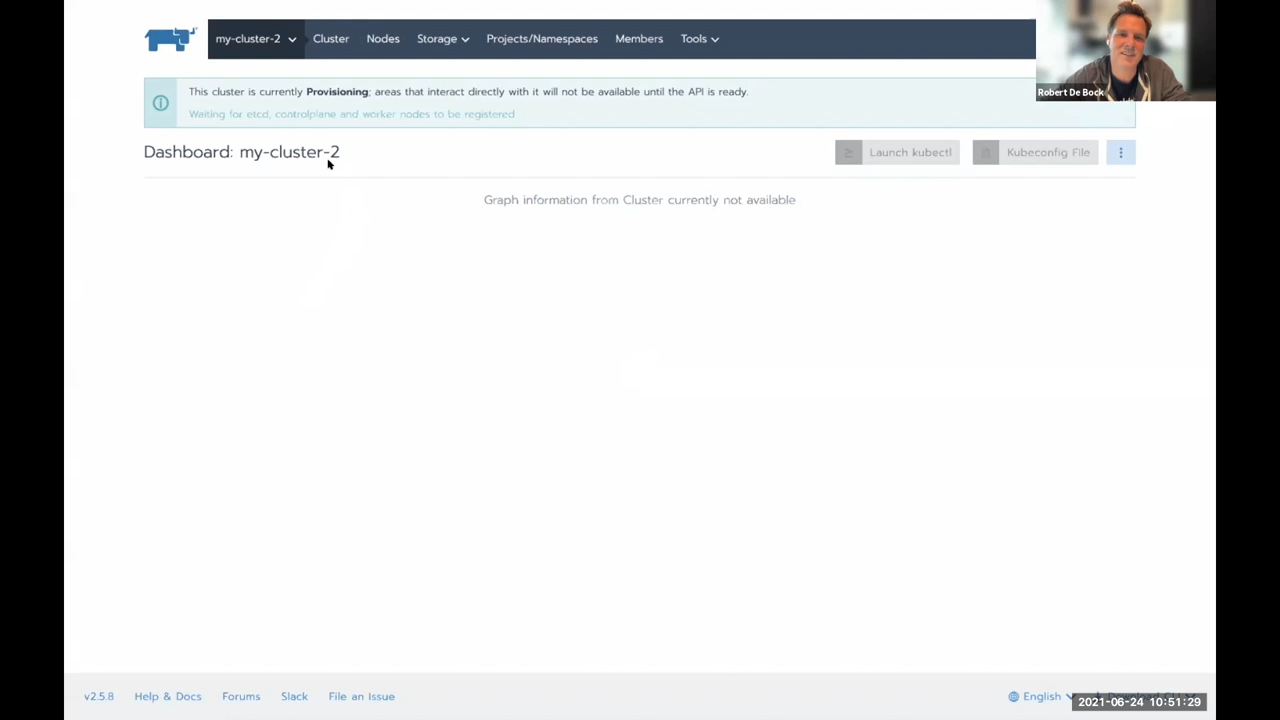 my-cluster-2 Cluster Nodes Storage Projects/Namespaces Members Tools
Robert De Bock
This cluster is currently Provisioning; areas that interact directly with it will not be available until the API is ready.
Waiting for etcd, controlplane and worker nodes to be registered
Dashboard: my-cluster-2
Launch kubectl Kubeconfig File
Graph information from Cluster currently not available
v2.5.8 Help & Docs Forums Slack File an Issue English
2021-06-24 10:51:29